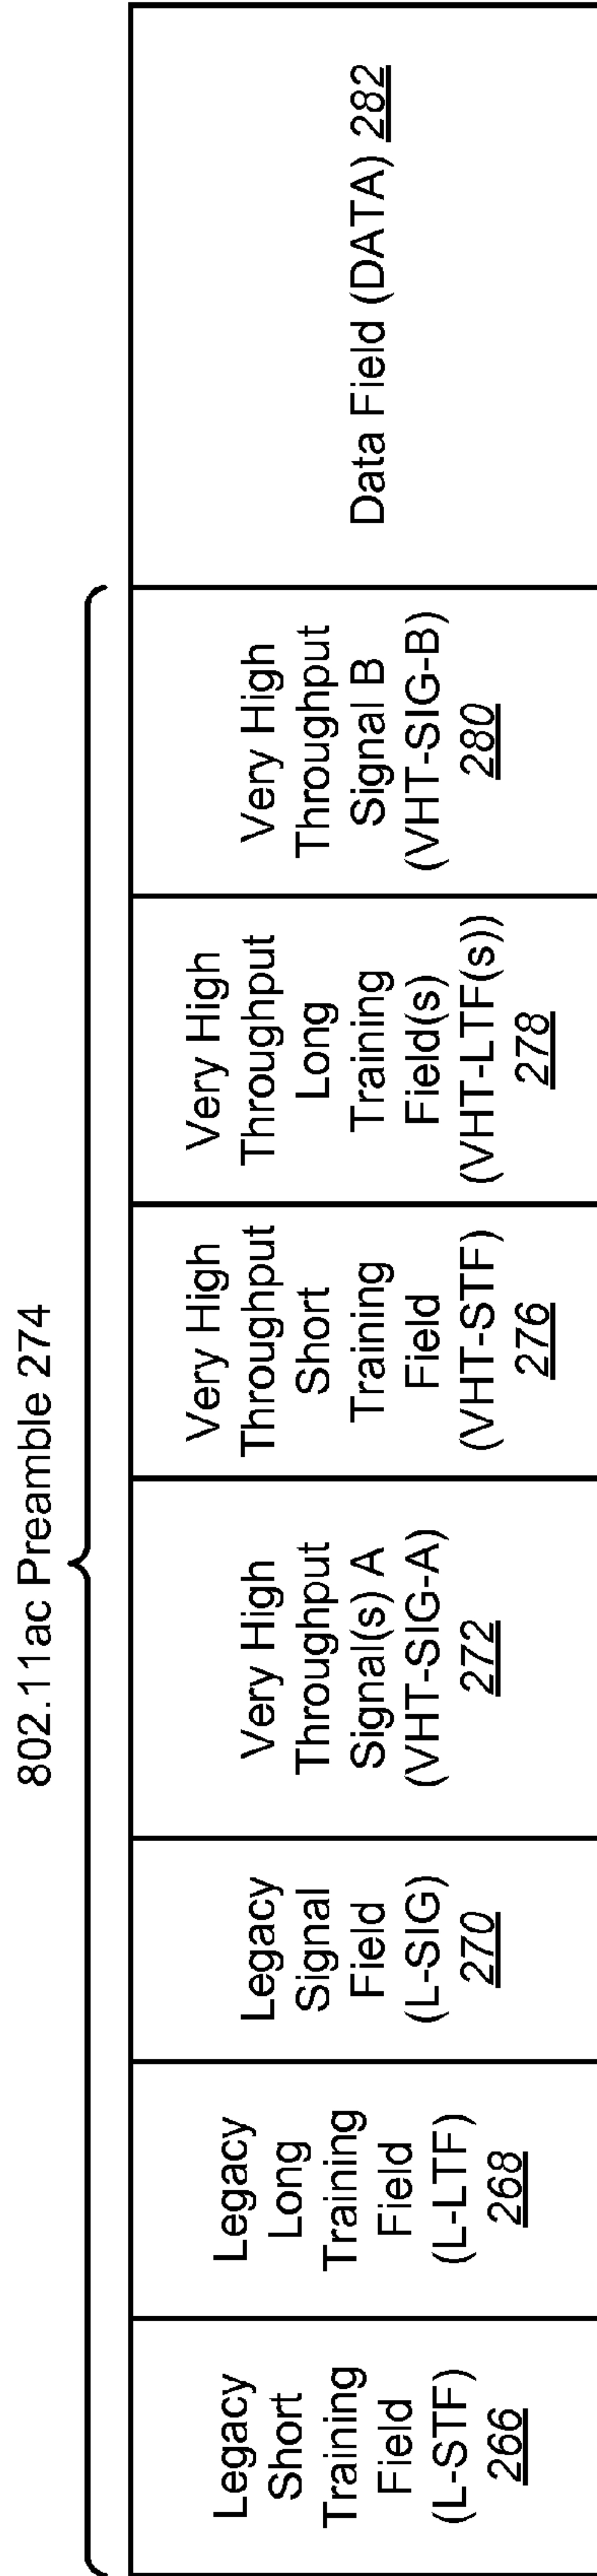 802.11ac Preamble 274
Legacy
Short
Training
Field
(L-STF)
266
Legacy
Long
Training
Field
(L-LTF)
268
Legacy
Signal
Field
(L-SIG)
270
Very High
Throughput
Signal(s) A
(VHT-SIG-A)
272
Very High
Throughput
Short
Training
Field
(VHT-STF)
276
Very High
Throughput
Long
Training
Field(s)
(VHT-LTF(s))
278
Very High
Throughput
Signal B
(VHT-SIG-B)
280
Data Field (DATA) 282